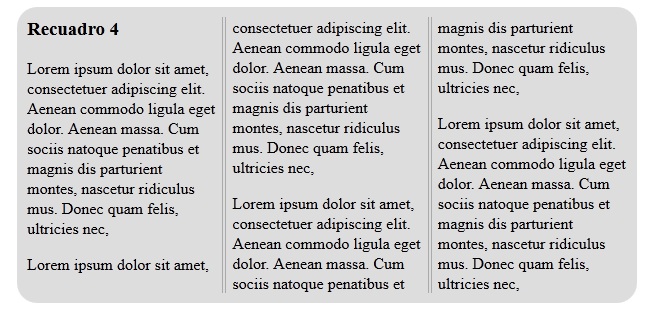 Recuadro 4
Lorem ipsum dolor sit amet,
consectetuer adipiscing elit.
Aenean commodo ligula eget
dolor. Aenean massa. Cum
sociis natoque penatibus et
magnis dis parturient
montes, nascetur ridiculus
mus. Donec quam felis,
ultricies nec,
Lorem ipsum dolor sit amet,
consectetuer adipiscing elit.
Aenean commodo ligula eget
dolor. Aenean massa. Cum
sociis natoque penatibus et
magnis dis parturient
montes, nascetur ridiculus
mus. Donec quam felis,
ultricies nec,
Lorem ipsum dolor sit amet,
consectetuer adipiscing elit.
Aenean commodo ligula eget
dolor. Aenean massa. Cum
sociis natoque penatibus et
magnis dis parturient
montes, nascetur ridiculus
mus. Donec quam felis,
ultricies nec,
Lorem ipsum dolor sit amet,
consectetuer adipiscing elit.
Aenean commodo ligula eget
dolor. Aenean massa. Cum
sociis natoque penatibus et
magnis dis parturient
montes, nascetur ridiculus
mus. Donec quam felis,
ultricies nec,